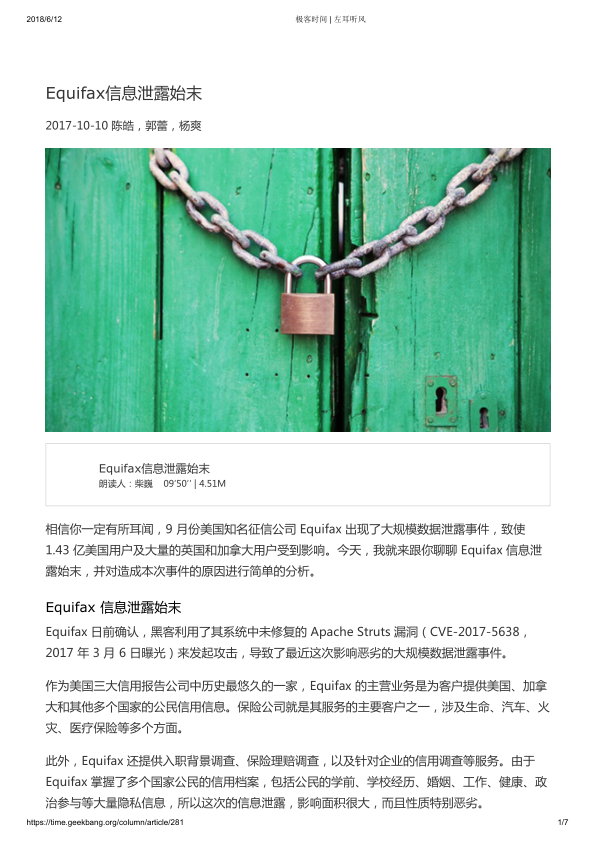 2018/6/12 极客时间 | 左耳听风
Equifax信息泄露始末
2017-10-10 陈皓，郭蕾，杨爽
Equifax信息泄露始末
朗读人：柴巍 09′50′′ | 4.51M
相信你一定有所耳闻，9 月份美国知名征信公司 Equifax 出现了大规模数据泄露事件，致使
1.43 亿美国用户及大量的英国和加拿大用户受到影响。今天，我就来跟你聊聊 Equifax 信息泄
露始末，并对造成本次事件的原因进行简单的分析。
Equifax 信息泄露始末
Equifax 日前确认，黑客利用了其系统中未修复的 Apache Struts 漏洞（CVE-2017-5638，
2017 年 3 月 6 日曝光）来发起攻击，导致了最近这次影响恶劣的大规模数据泄露事件。
作为美国三大信用报告公司中历史最悠久的一家，Equifax 的主营业务是为客户提供美国、加拿
大和其他多个国家的公民信用信息。保险公司就是其服务的主要客户之一，涉及生命、汽车、火
灾、医疗保险等多个方面。
此外，Equifax 还提供入职背景调查、保险理赔调查，以及针对企业的信用调查等服务。由于
Equifax 掌握了多个国家公民的信用档案，包括公民的学前、学校经历、婚姻、工作、健康、政
治参与等大量隐私信息，所以这次的信息泄露，影响面积很大，而且性质特别恶劣。
https://time.geekbang.org/column/article/281 1/7